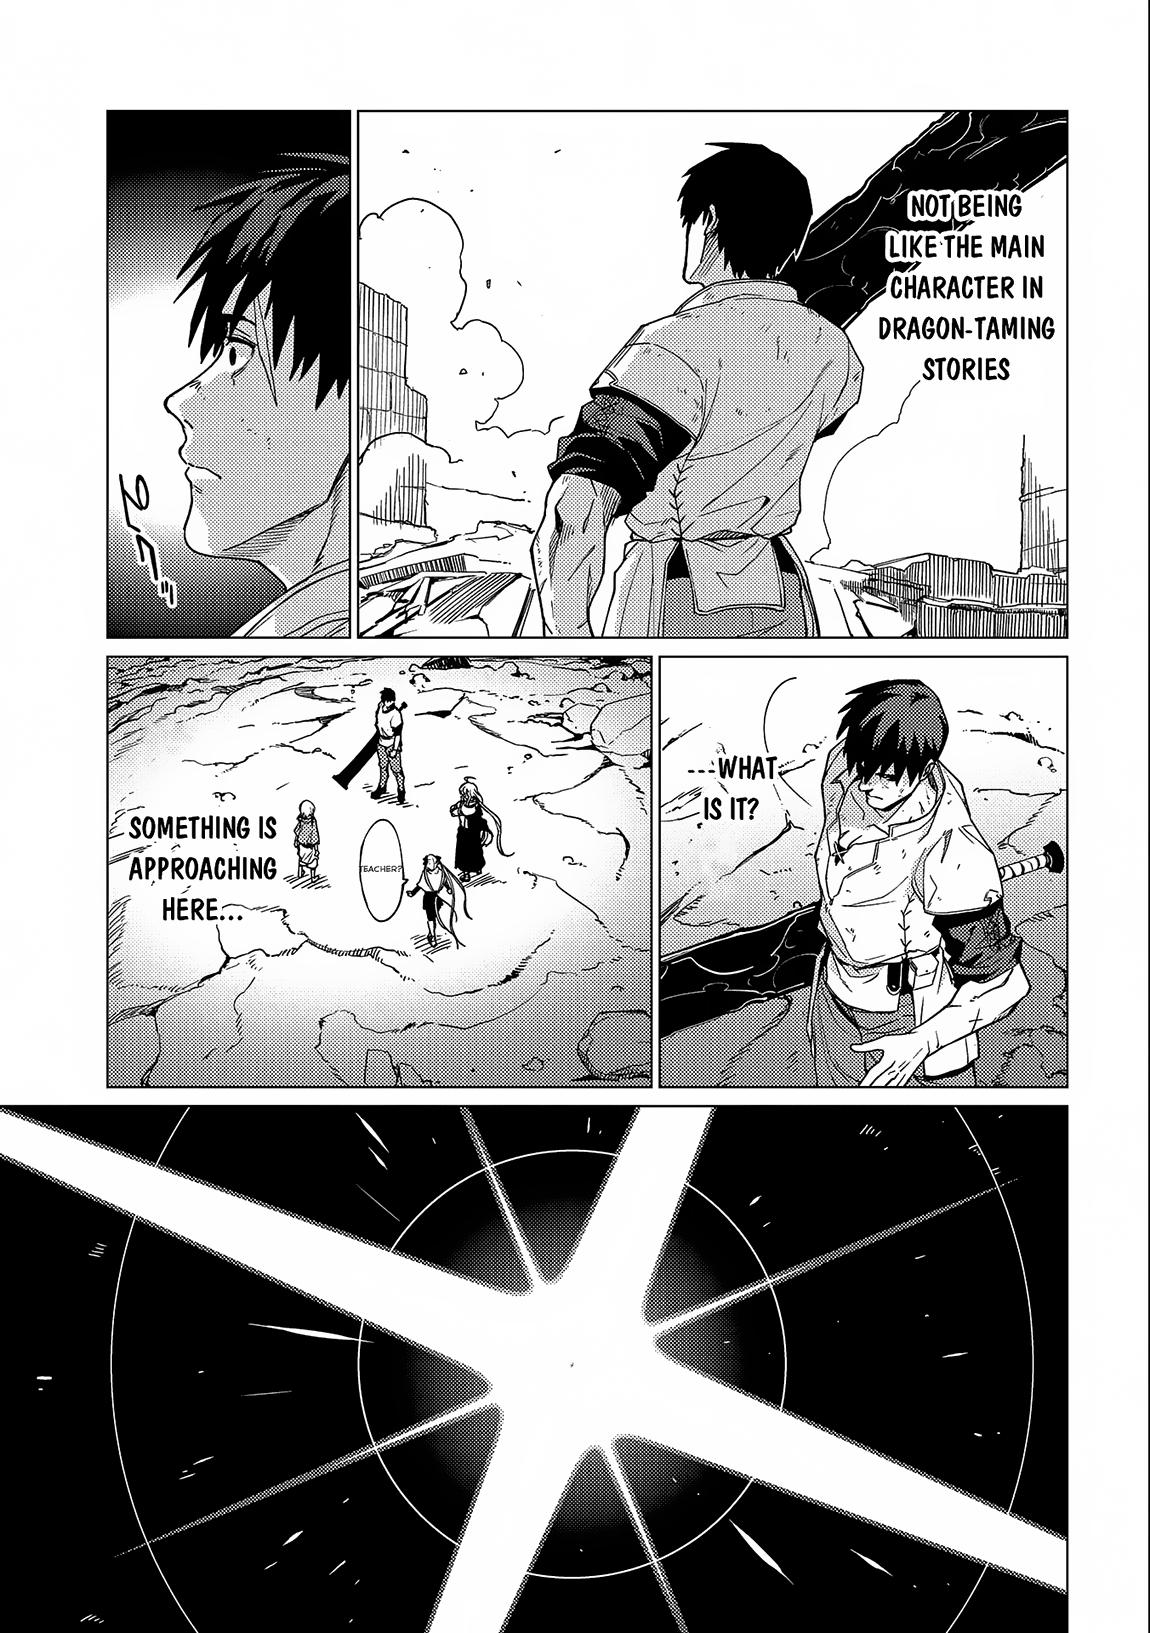 NOT BEING
LIKE THE MAIN
CHARACTER IN
DRAGON-TAMING
STORIES
---WHAT
IS IT?
TEACHER?
SOMETHING IS
APPROACHING
HERE...